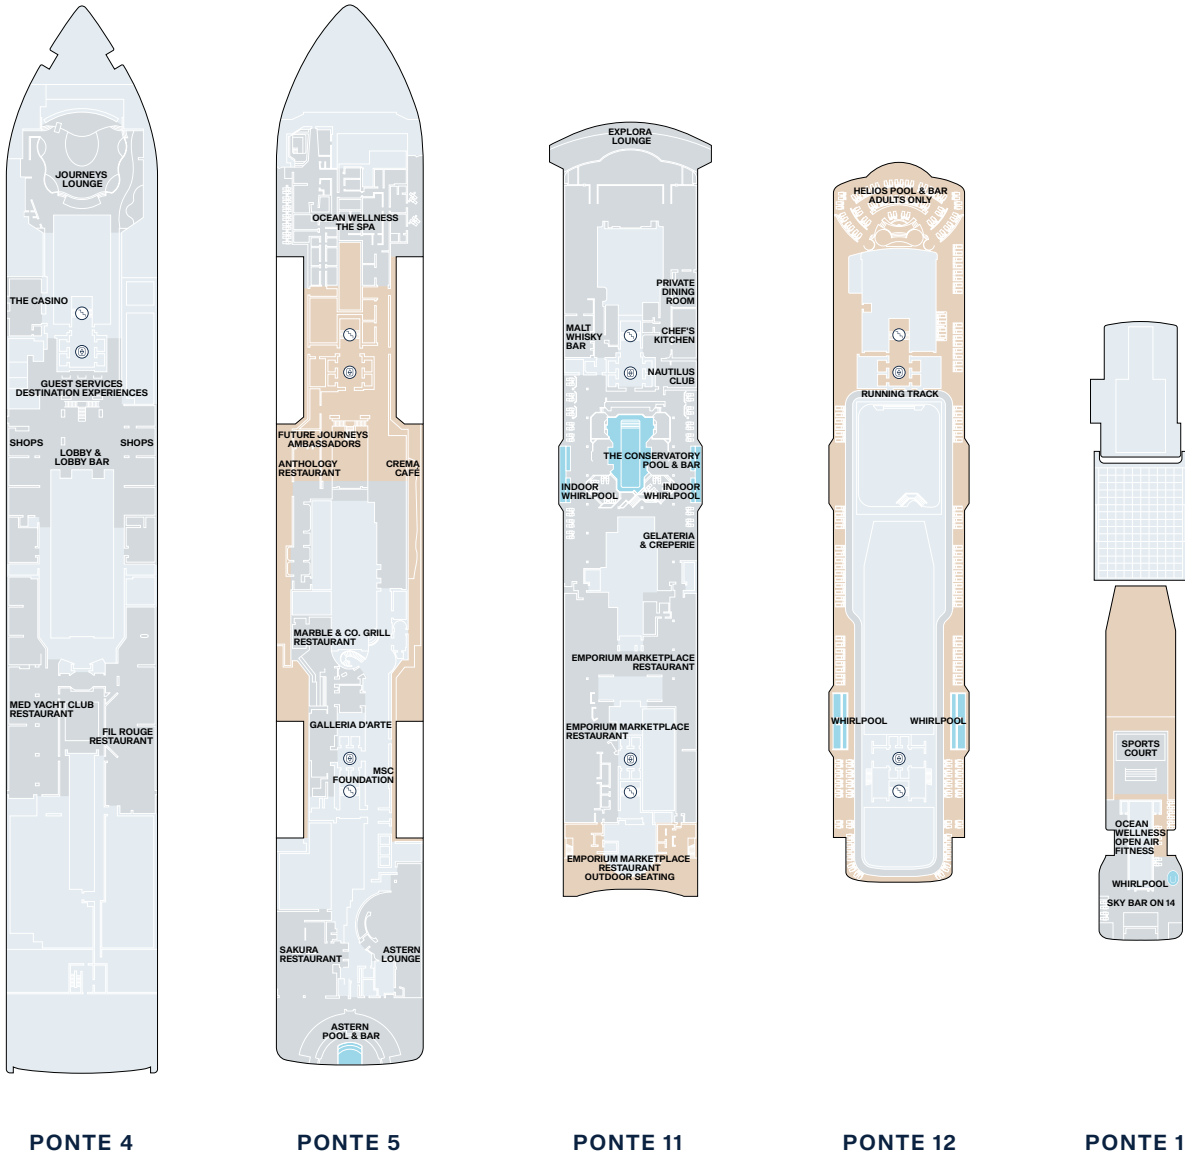 JOURNEYS
LOUNGE
THE CASINO
GUEST SERVICES
DESTINATION EXPERIENCES
SHOPS
SHOPS
LOBBY &
LOBBY BAR
MED YACHT CLUB
RESTAURANT
FIL ROUGE
RESTAURANT
PONTE 4
OCEAN WELLNESS
THE SPA
FUTURE JOURNEYS
AMBASSADORS
ANTHOLOGY
RESTAURANT
CREMA
CAFÉ
MARBLE & CO. GRILL
RESTAURANT
GALLERIA D'ARTE
MSC
FOUNDATION
SAKURA
RESTAURANT
ASTERN
LOUNGE
ASTERN
POOL & BAR
PONTE 5
EXPLORA
LOUNGE
PRIVATE
DINING
ROOM
MALT
WHISKY
BAR
CHEF'S
KITCHEN
NAUTILUS
CLUB
THE CONSERVATORY
POOL & BAR
INDOOR
WHIRLPOOL
INDOOR
WHIRLPOOL
GELATERIA
& CREPERIE
EMPORIUM MARKETPLACE
RESTAURANT
EMPORIUM MARKETPLACE
RESTAURANT
EMPORIUM MARKETPLACE
RESTAURANT
OUTDOOR SEATING
PONTE 11
HELIOS POOL & BAR
ADULTS ONLY
RUNNING TRACK
WHIRLPOOL
WHIRLPOOL
PONTE 12
SPORTS
COURT
OCEAN
WELLNESS
OPEN AIR
FITNESS
WHIRLPOOL
SKY BAR ON 14
PONTE 1